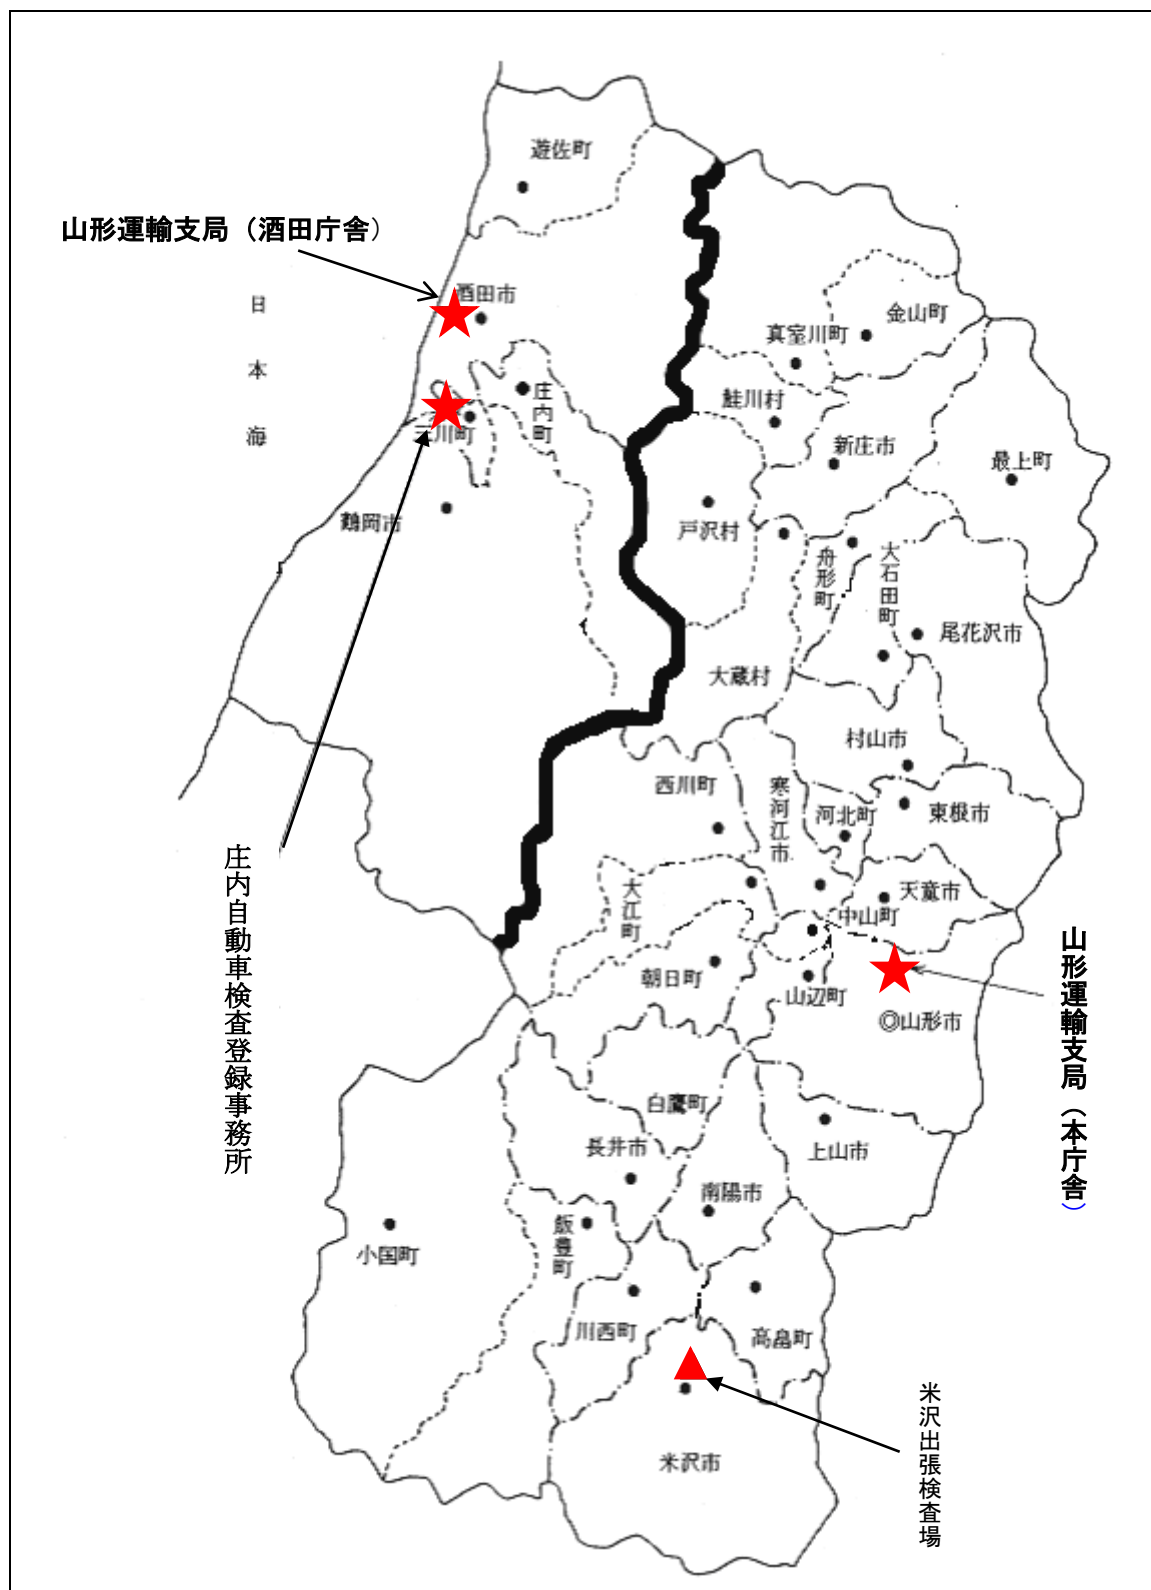 遊佐町
山形運輸支局（酒田庁舎）
酒田市
日本海
金山町
真室川町
庄内町
鮭川村
三川町
新庄市
最上町
鶴岡市
戸沢村
舟形町
大石田町
尾花沢市
大蔵村
村山市
西川町
寒河江市
河北町
東根市
庄内自動車検査登録事務所
大江町
天童市
中山町
山形運輸支局（本庁舎）
朝日町
山辺町
◎山形市
白鷹町
長井市
上山市
南陽市
飯豊町
小国町
川西町
高畠町
米沢出張検査場
米沢市